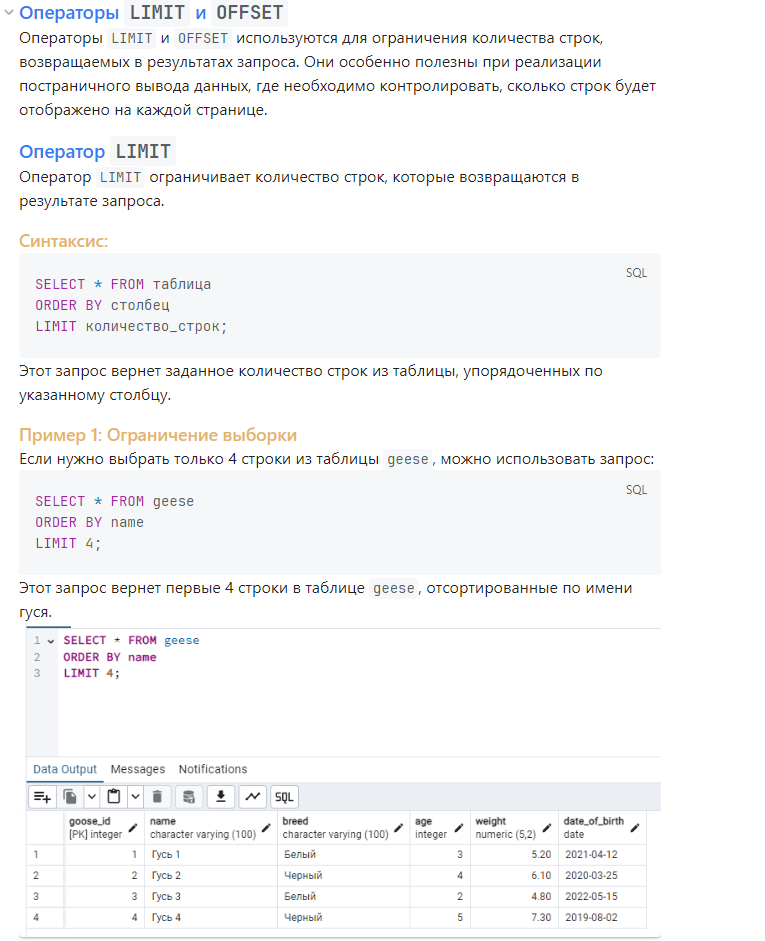 Операторы LIMIT и OFFSET
Операторы LIMIT и OFFSET используются для ограничения количества строк,
возвращаемых в результатах запроса. Они особенно полезны при реализации
постраничного вывода данных, где необходимо контролировать, сколько строк будет
отображено на каждой странице.
Оператор LIMIT
Оператор LIMIT ограничивает количество строк, которые возвращаются в
результате запроса.
Синтаксис:
SQL
SELECT * FROM таблица
ORDER BY столбец
LIMIT количество_строк;
Этот запрос вернет заданное количество строк из таблицы, упорядоченных по
указанному столбцу.
Пример 1: Ограничение выборки
Если нужно выбрать только 4 строки из таблицы geese, можно использовать запрос:
SQL
SELECT * FROM geese
ORDER BY name
LIMIT 4;
Этот запрос вернет первые 4 строки в таблице geese, отсортированные по имени
гуся.
1 SELECT * FROM geese
2 ORDER BY name
3 LIMIT 4;
Data Output Messages Notifications
SQL
goose_id name breed age weight date_of_birth
[PK] integer character varying (100) character varying (100) integer numeric (5,2) date
1 1 Гусь 1 Белый 3 5.20 2021-04-12
2 2 Гусь 2 Черный 4 6.10 2020-03-25
3 3 Гусь 3 Белый 2 4.80 2022-05-15
4 4 Гусь 4 Черный 5 7.30 2019-08-02